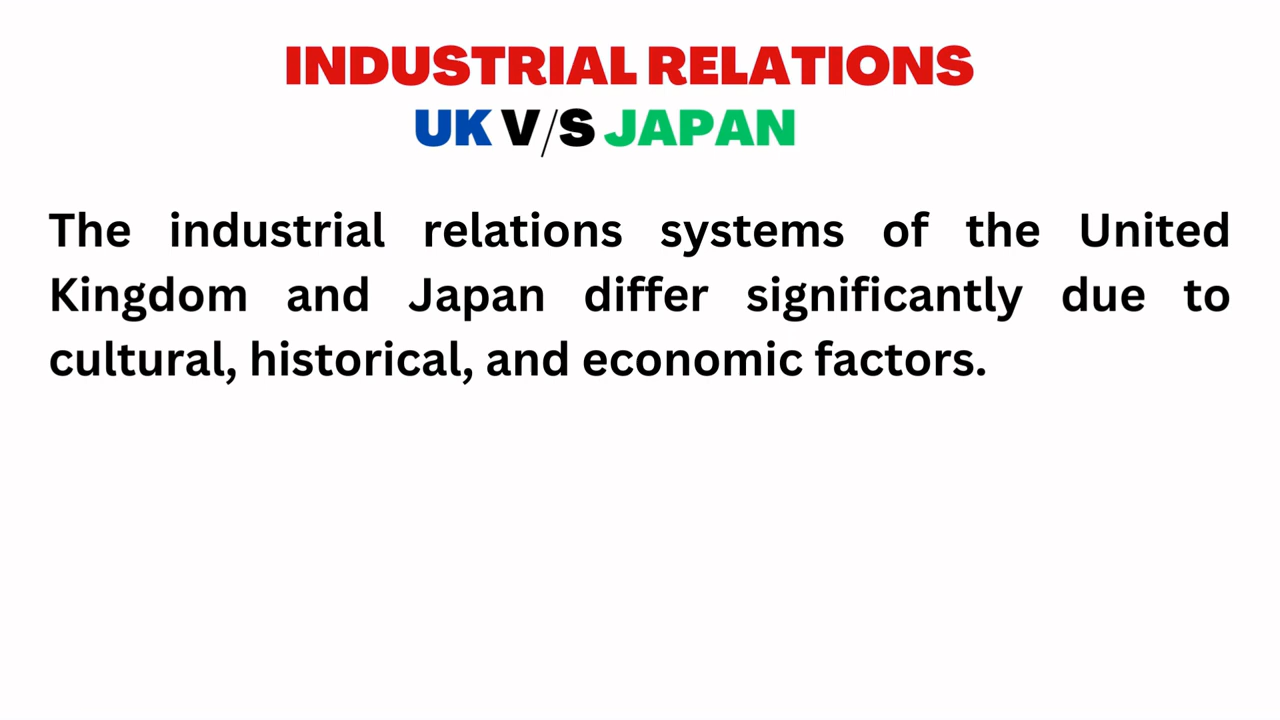 INDUSTRIAL RELATIONS
UK V/S JAPAN
The industrial relations systems of the United
Kingdom and Japan differ significantly due to
cultural, historical, and economic factors.